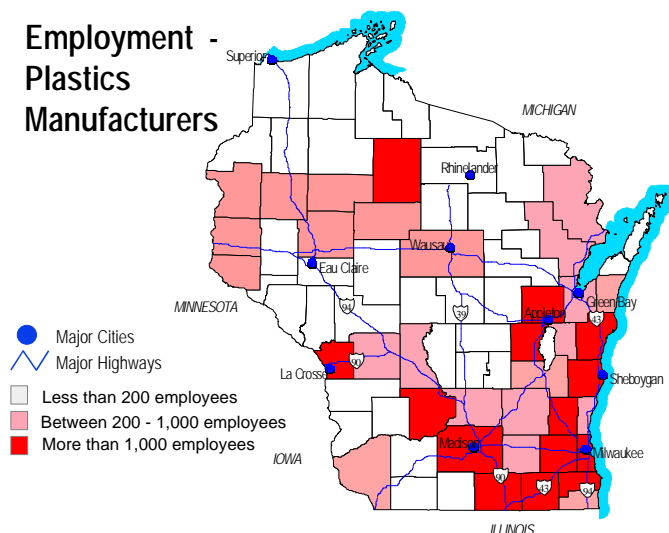 Employment -
Plastics
Manufacturers
Superior
MICHIGAN
Rhinelander
Wausau
Eau Claire
94
MINNESOTA
39
Appleton
Green Bay
43
Major Cities
Major Highways
90
La Crosse
Sheboygan
Less than 200 employees
Between 200 - 1,000 employees
More than 1,000 employees
Madison
Milwaukee
IOWA
90
43
94
ILLINOIS